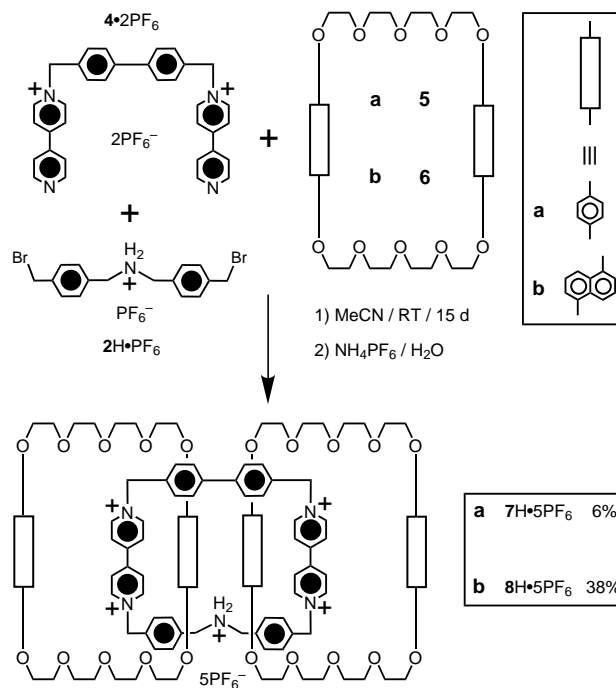 4•2PF6
O O O O O
+ N
N +
2PF6–
N N
+
a 5
b 6
+
O O O O O
Br
H2
N
+
Br
PF6–
2H•PF6
1) MeCN / RT / 15 d
2) NH4PF6 / H2O
a
b
O O O O O
O O O O O
+ N
N +
+ N
N +
H2
N
+
O O O O O
O O O O O
5PF6–
a 7H•5PF6 6%
b 8H•5PF6 38%